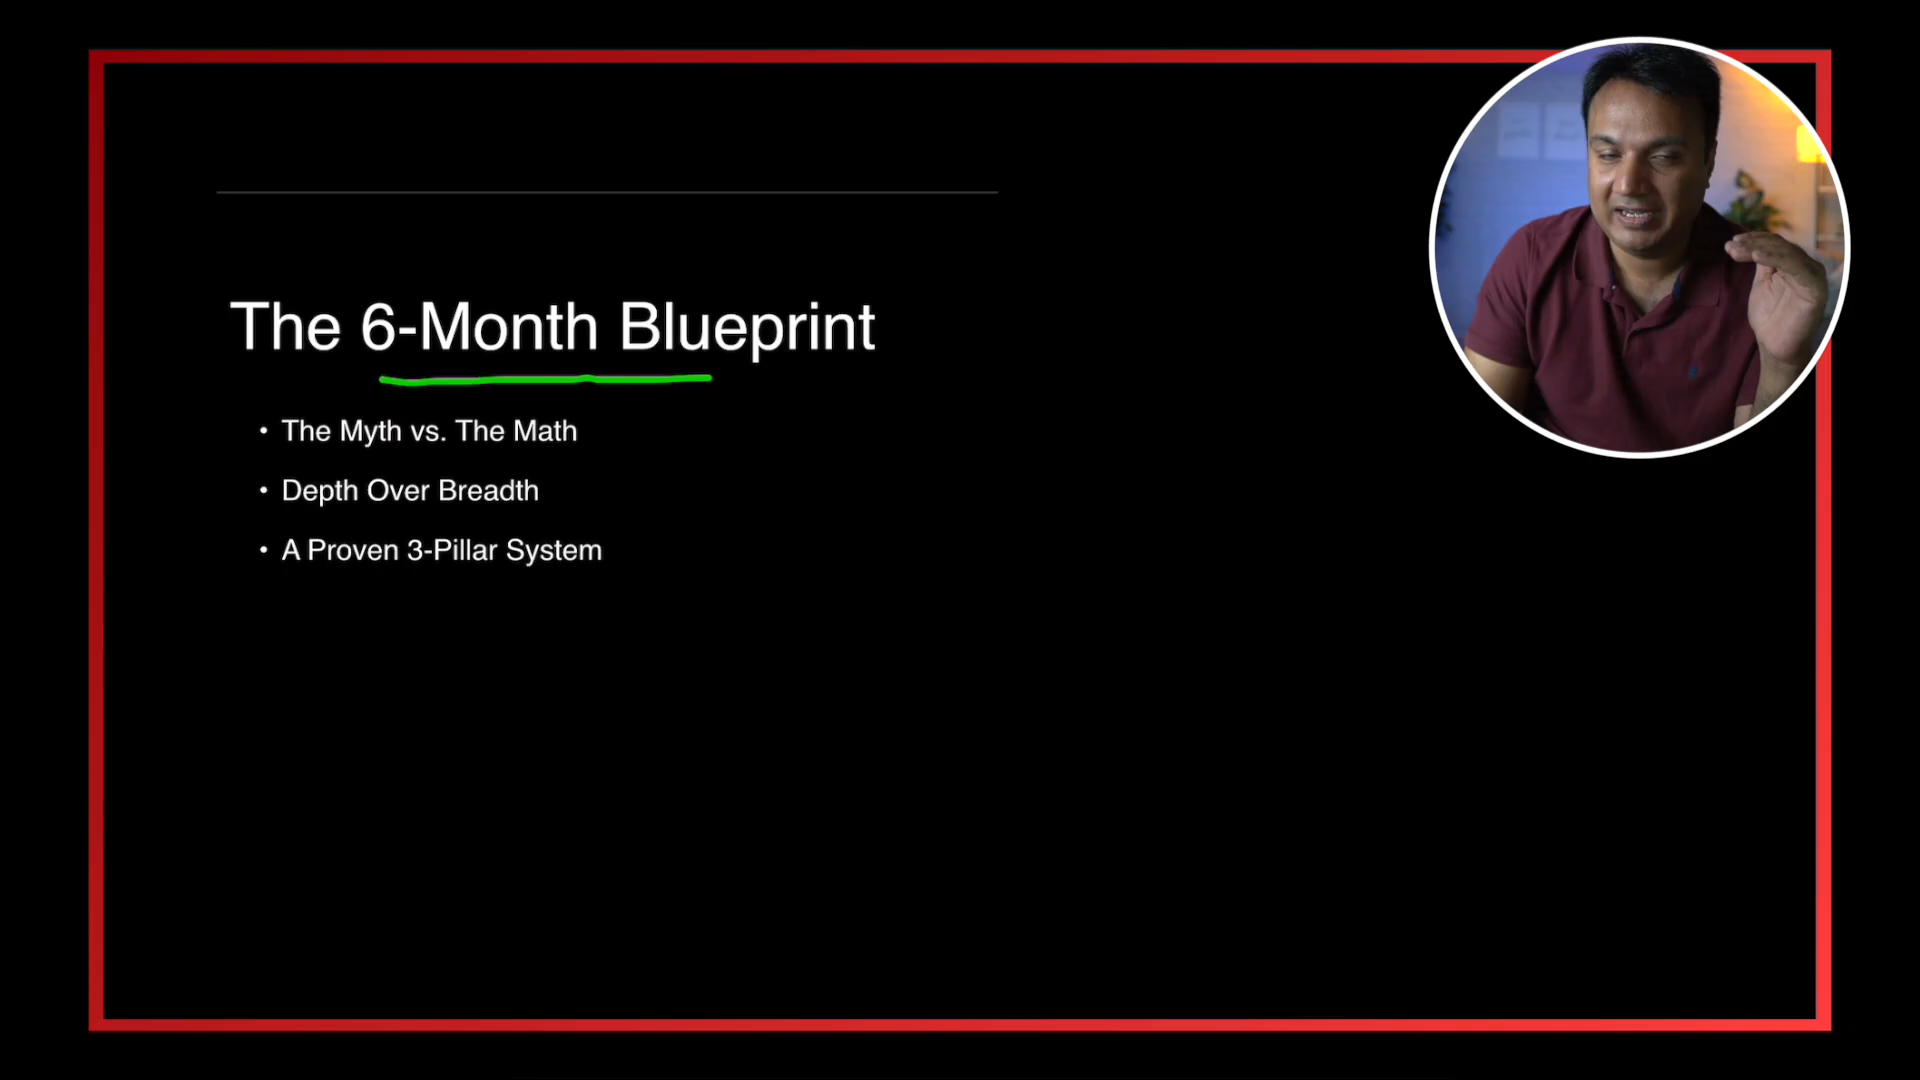 The 6-Month Blueprint
• The Myth vs. The Math
• Depth Over Breadth
• A Proven 3-Pillar System